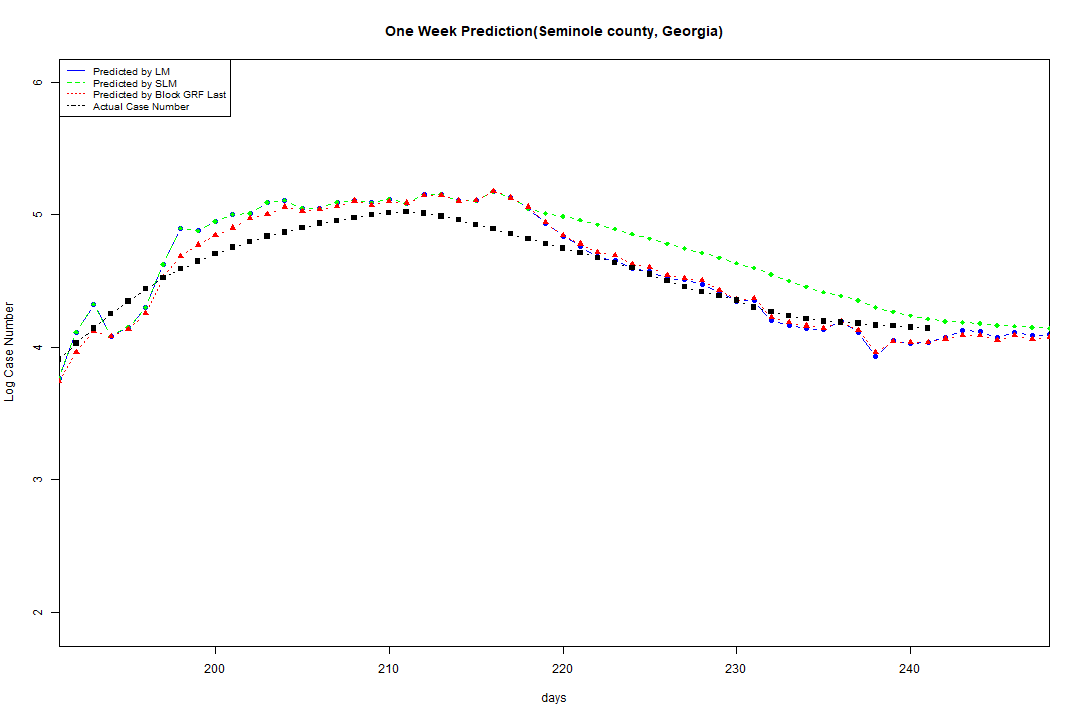 One Week Prediction(Seminole county, Georgia)
Predicted by LM
Predicted by SLM
Predicted by Block GRF Last
Actual Case Number
6
5
4
3
2
Log Case Number
200 210 220 230 240
days